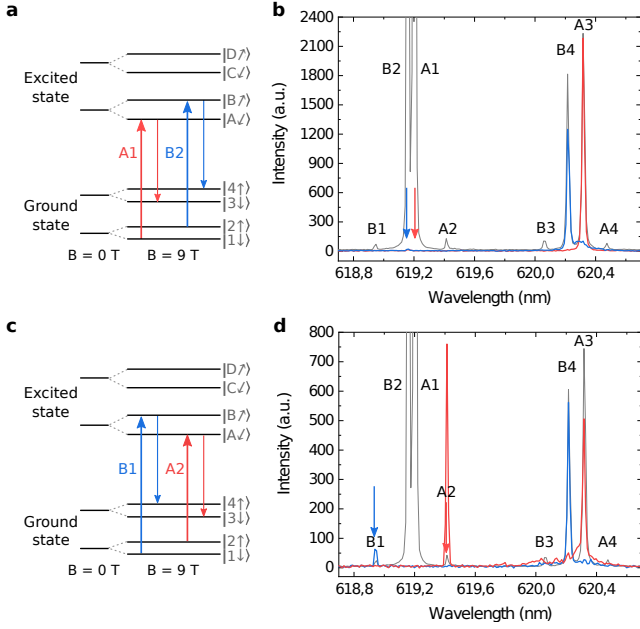 a
|D↗⟩
Excited
state
|C↙⟩
|B↗⟩
|A↙⟩
A1
B2
|4↑⟩
|3↓⟩
Ground
state
|2↑⟩
|1↓⟩
B = 0 T
B = 9 T
b
2400
2100
1800
1500
1200
900
600
300
0
Intensity (a.u.)
B2
A1
A3
B4
B1
A2
B3
A4
618,8
619,2
619,6
620,0
620,4
Wavelength (nm)
c
|D↗⟩
Excited
state
|C↙⟩
|B↗⟩
|A↙⟩
B1
A2
|4↑⟩
|3↓⟩
Ground
state
|2↑⟩
|1↓⟩
B = 0 T
B = 9 T
d
800
700
600
500
400
300
200
100
0
Intensity (a.u.)
B2
A1
A3
B4
A2
B1
B3
A4
618,8
619,2
619,6
620,0
620,4
Wavelength (nm)